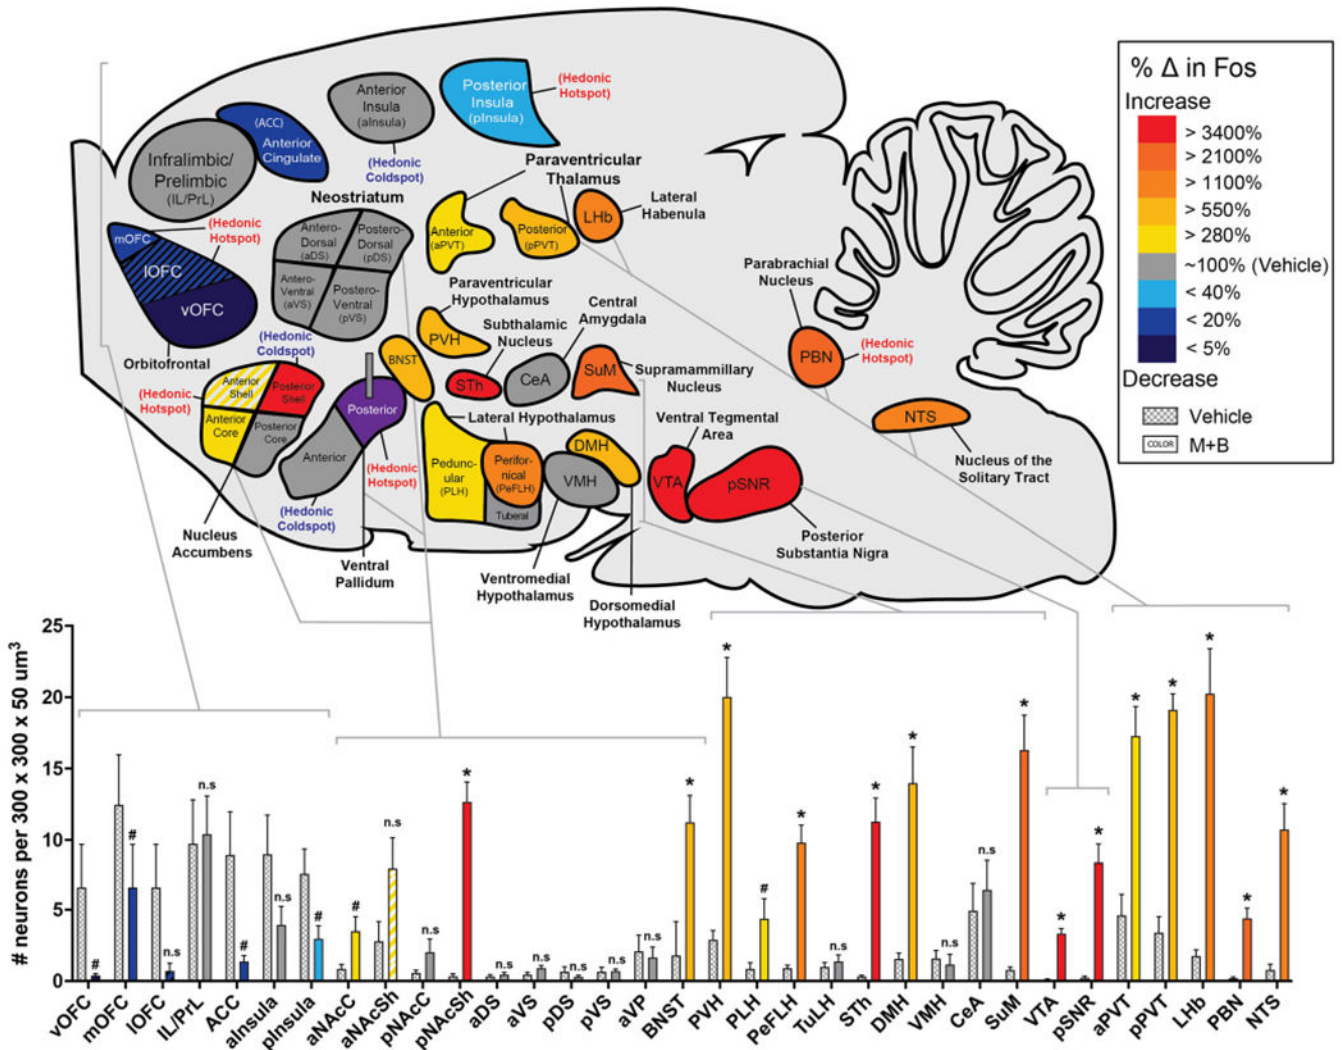 % Δ in Fos
Increase
> 3400%
> 2100%
> 1100%
> 550%
> 280%
~100% (Vehicle)
< 40%
< 20%
< 5%
Decrease
Vehicle
COLOR
M+B
Anterior
Insula
(aInsula)
(Hedonic
Coldspot)
Posterior
Insula
(pInsula)
(Hedonic
Hotspot)
(ACC)
Anterior
Cingulate
Infralimbic/
Prelimbic
(IL/PrL)
Neostriatum
Antero-
Dorsal
(aDS)
Postero-
Dorsal
(pDS)
Antero-
Ventral
(aVS)
Postero-
Ventral
(pVS)
mOFC
(Hedonic
Hotspot)
lOFC
vOFC
Orbitofrontal
Paraventricular
Thalamus
Anterior
(aPVT)
Posterior
(pPVT)
LHb
Lateral
Habenula
Paraventricular
Hypothalamus
PVH
Subthalamic
Nucleus
STh
Central
Amygdala
CeA
SuM
Supramammillary
Nucleus
Parabrachial
Nucleus
PBN
(Hedonic
Hotspot)
NTS
Nucleus of the
Solitary Tract
(Hedonic
Coldspot)
(Hedonic
Hotspot)
Anterior
Shell
Posterior
Shell
Anterior
Core
Posterior
Core
Nucleus
Accumbens
BNST
Posterior
Anterior
(Hedonic
Hotspot)
(Hedonic
Coldspot)
Ventral
Pallidum
Lateral Hypothalamus
Pedunc-
ular
(PLH)
Perifor-
nical
(PeFLH)
Tuberal
DMH
VMH
Ventromedial
Hypothalamus
Dorsomedial
Hypothalamus
Ventral Tegmental
Area
VTA
pSNR
Posterior
Substantia Nigra
# neurons per 300 x 300 x 50 um³
25
20
15
10
5
0
#
#
n.s
n.s
#
n.s
#
#
n.s
n.s
*
n.s
n.s
n.s
n.s
n.s
*
*
#
*
n.s
*
*
n.s
n.s
*
*
*
*
*
*
*
*
vOFC
mOFC
lOFC
IL/PrL
ACC
aInsula
pInsula
aNAcC
aNAcSh
pNAcC
pNAcSh
aDS
aVS
pDS
pVS
aVP
BNST
PVH
PLH
PeFLH
TuLH
STh
DMH
VMH
CeA
SuM
VTA
pSNR
aPVT
pPVT
LHb
PBN
NTS